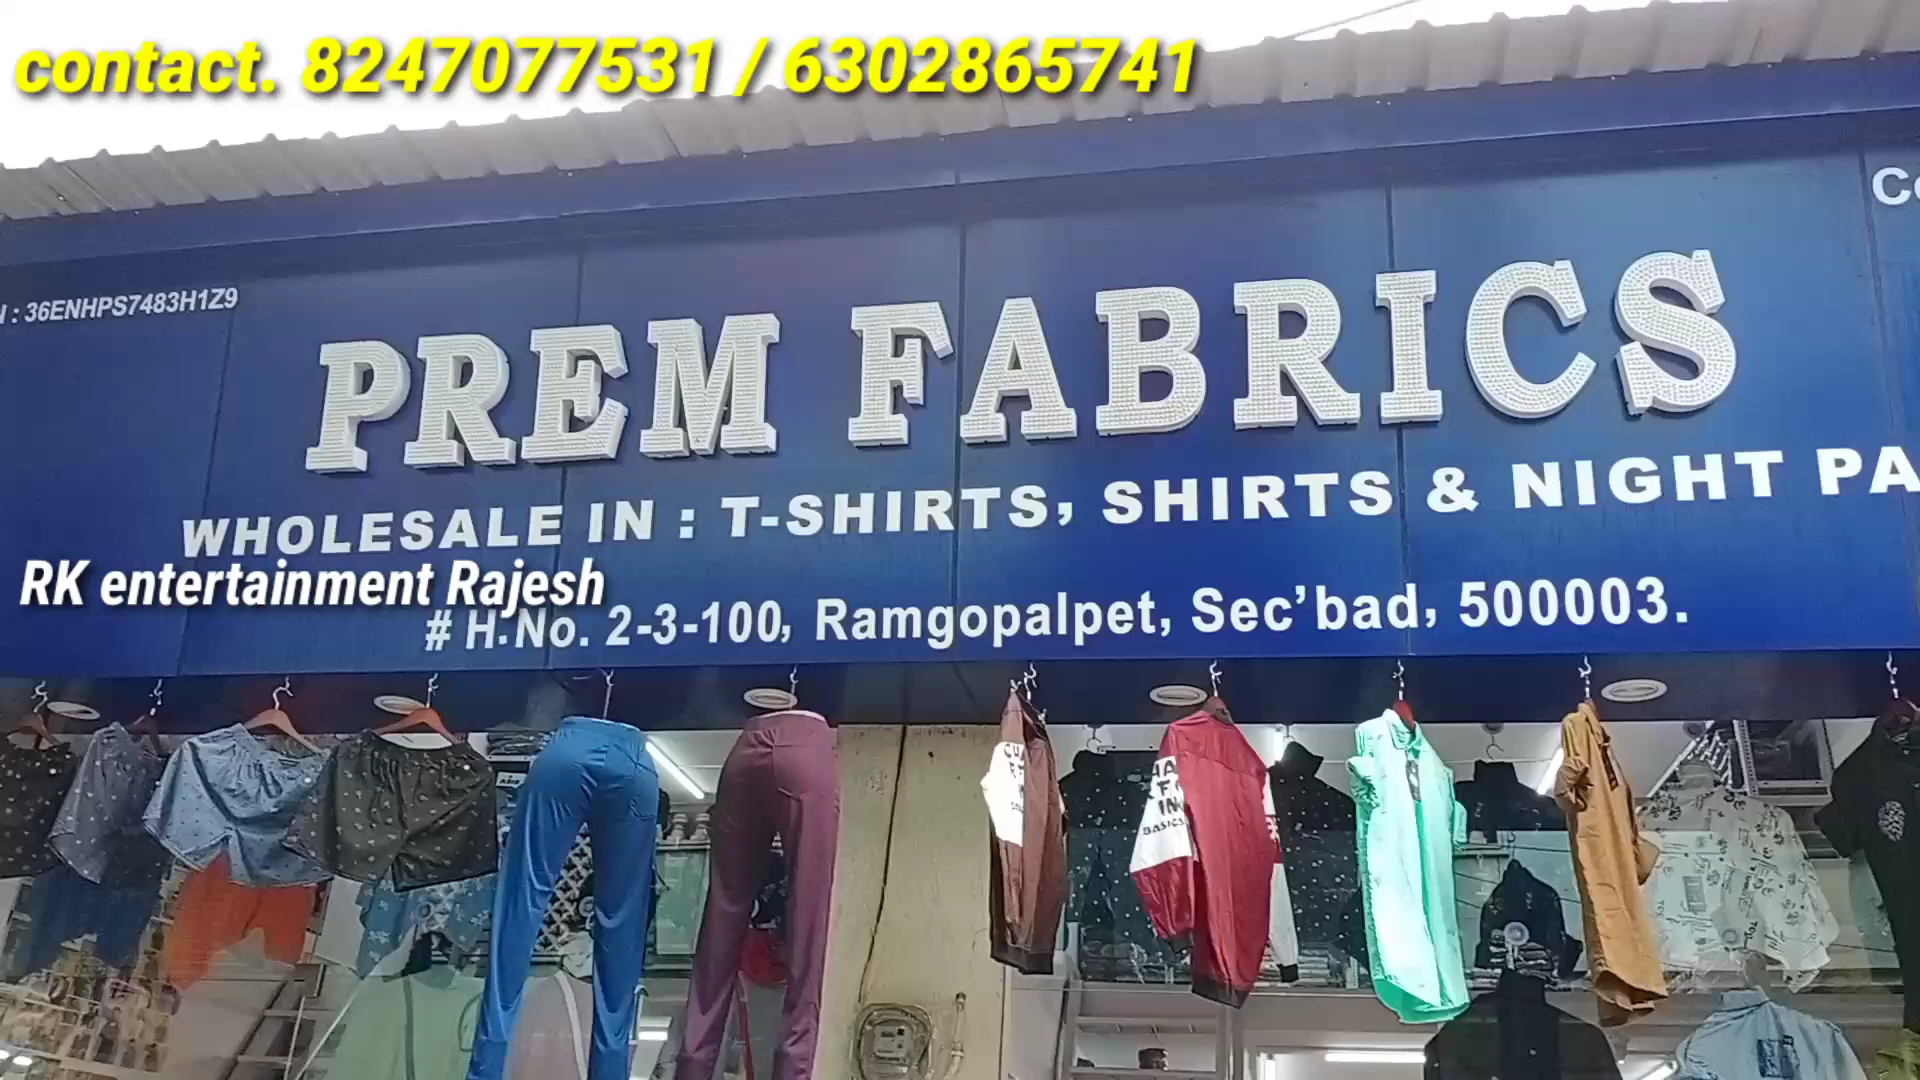 contact. 8247077531 / 6302865741
: 36ENHPS7483H1Z9
PREM FABRICS
WHOLESALE IN : T-SHIRTS, SHIRTS & NIGHT PA
RK entertainment Rajesh
# H.No. 2-3-100, Ramgopalpet, Sec'bad, 500003.
BASICS